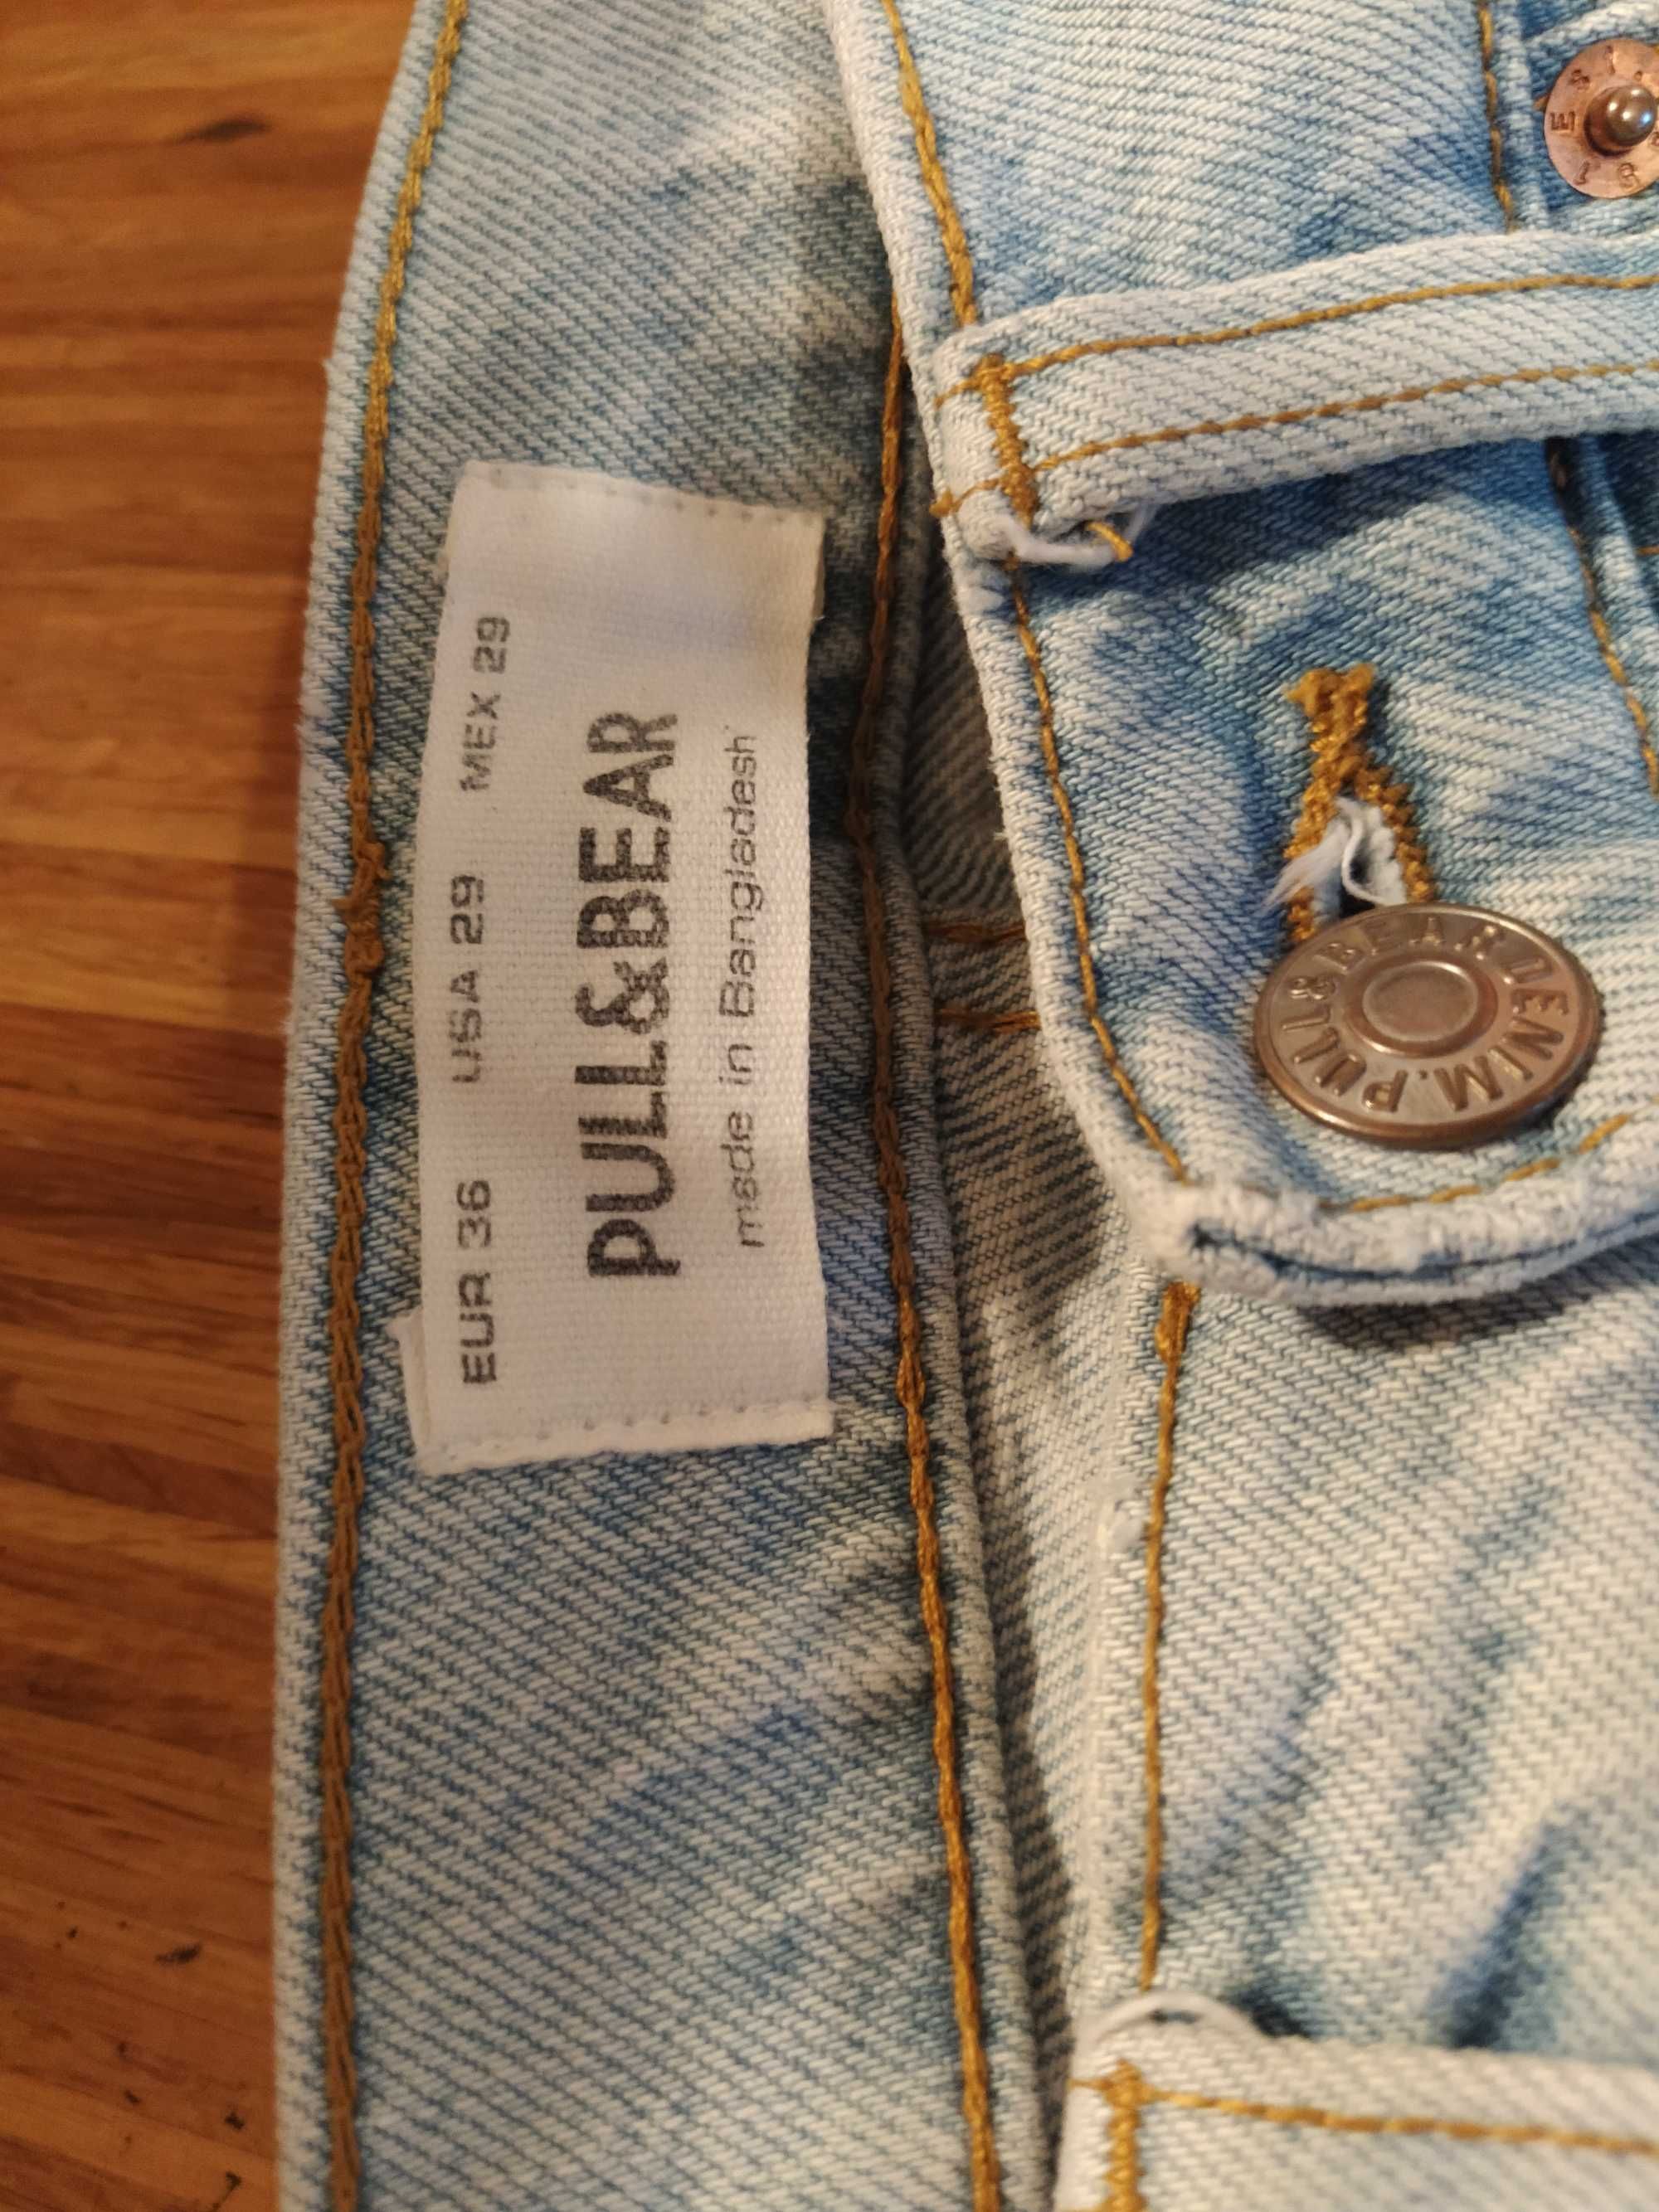 EUR 36 USA 29 MEX 29
PULL&BEAR
made in Bangladesh
PULL&BEAR DENIM.